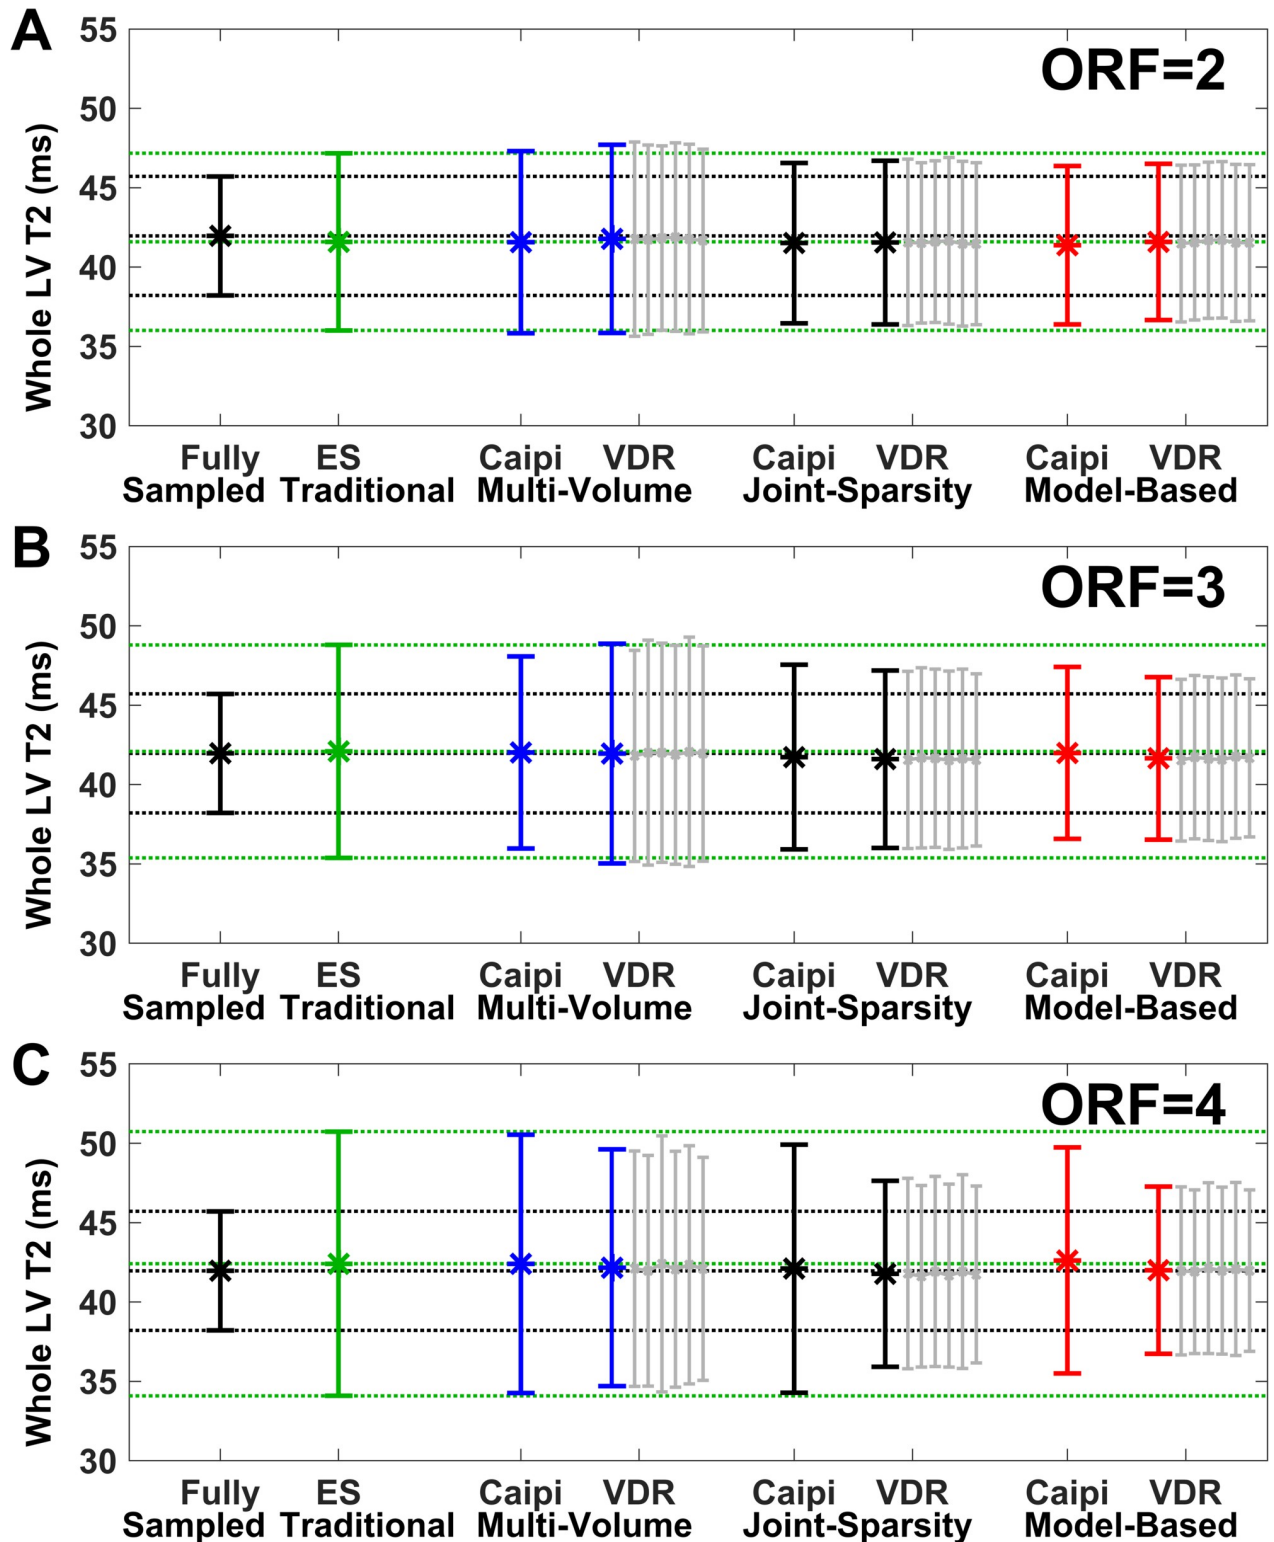 A
ORF=2
Whole LV T2 (ms)
55
50
45
40
35
30
Fully ES Caipi VDR Caipi VDR Caipi VDR
Sampled Traditional Multi-Volume Joint-Sparsity Model-Based
B
ORF=3
Whole LV T2 (ms)
55
50
45
40
35
30
Fully ES Caipi VDR Caipi VDR Caipi VDR
Sampled Traditional Multi-Volume Joint-Sparsity Model-Based
C
ORF=4
Whole LV T2 (ms)
55
50
45
40
35
30
Fully ES Caipi VDR Caipi VDR Caipi VDR
Sampled Traditional Multi-Volume Joint-Sparsity Model-Based